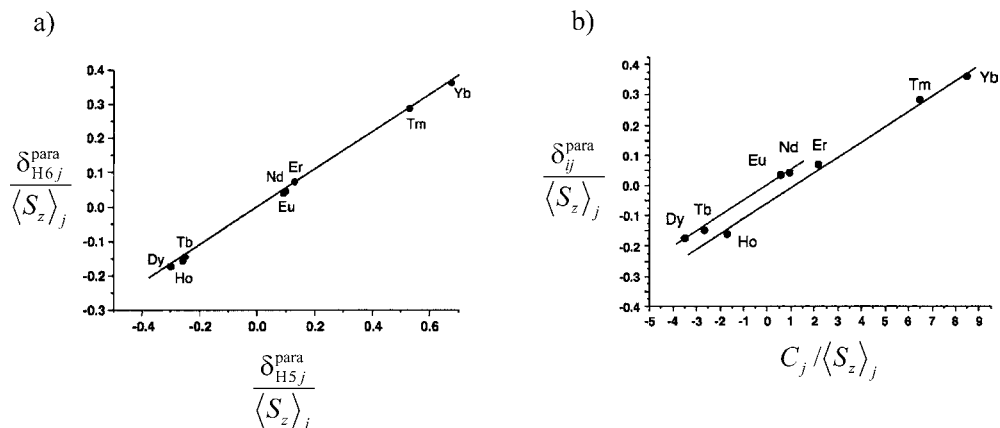 a)
δ^para_H6j / ⟨S_z⟩_j
0.4
0.3
0.2
0.1
0.0
-0.1
-0.2
-0.3
Yb
Tm
Nd Er
Eu
Tb
Dy
Ho
-0.4 -0.2 0.0 0.2 0.4 0.6
δ^para_H5j / ⟨S_z⟩_j
b)
δ^para_ij / ⟨S_z⟩_j
0.4
0.3
0.2
0.1
0.0
-0.1
-0.2
-0.3
-0.4
Tm Yb
Eu Nd Er
Dy Tb
Ho
-5 -4 -3 -2 -1 0 1 2 3 4 5 6 7 8 9
C_j/⟨S_z⟩_j